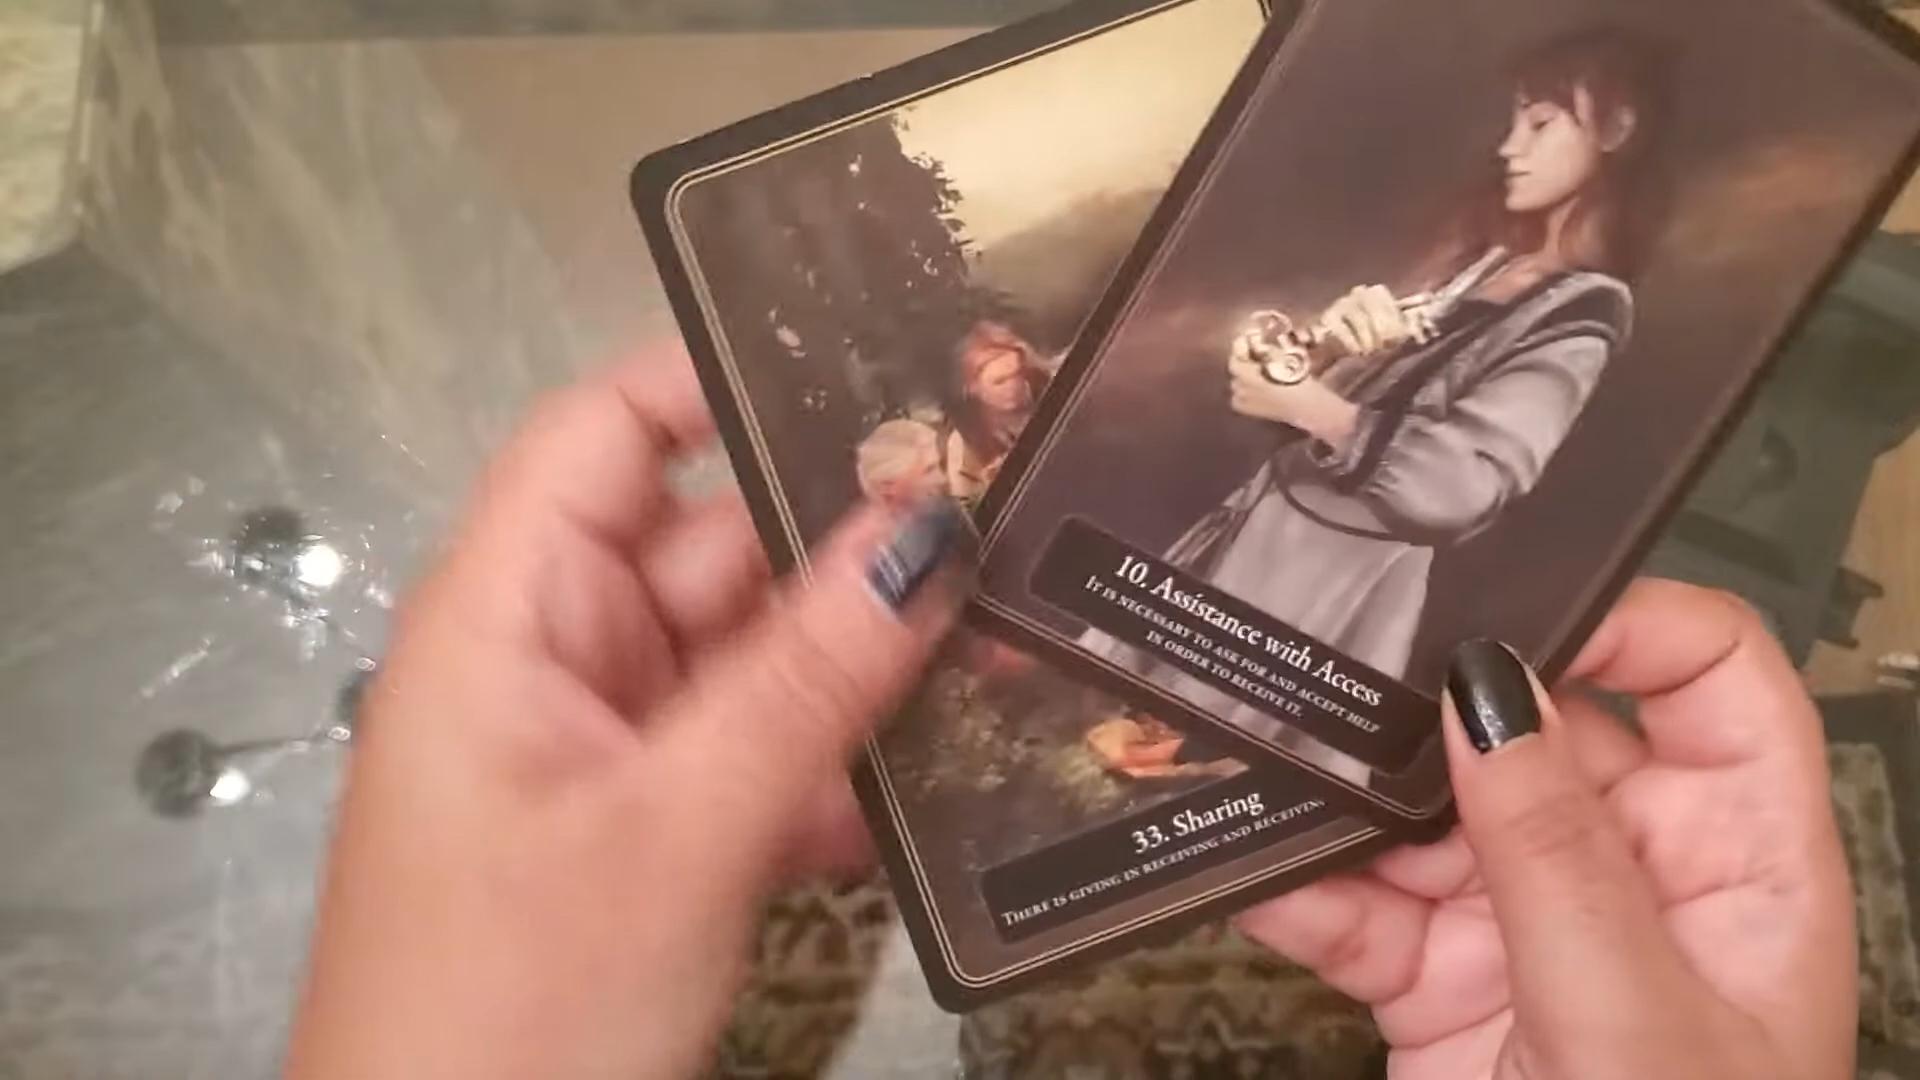 10. Assistance with Access
It is necessary to ask for and accept help
in order to receive it.
33. Sharing
There is giving in receiving and receiving